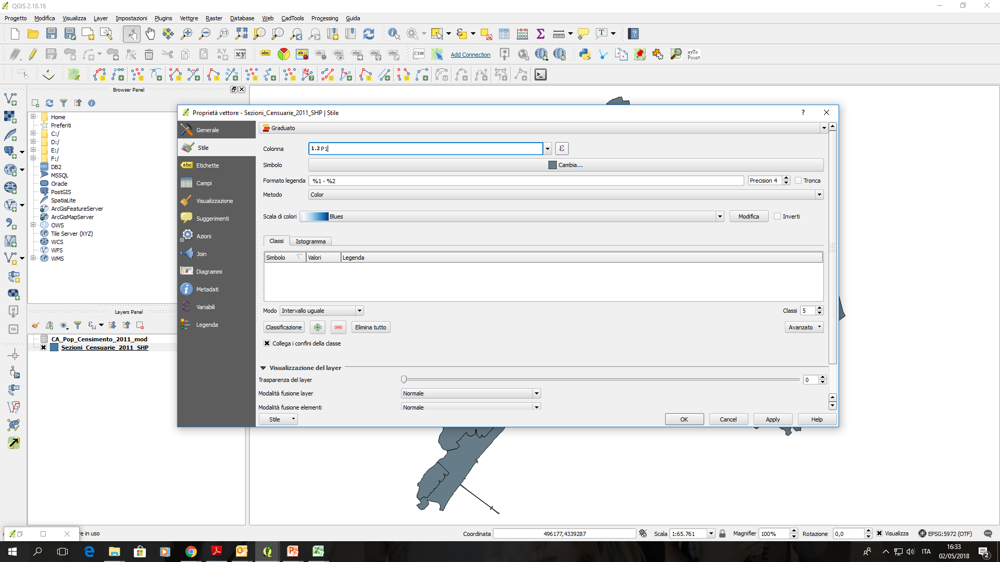 QGIS 2.18.16
Progetto Modifica Visualizza Layer Impostazioni Plugins Vettore Raster Database Web CadTools Processing Guida
CSW Add Connection xyTo Point
Browser Panel
Home
Preferiti
C:/
D:/
E:/
F:/
DB2
MSSQL
Oracle
PostGIS
SpatiaLite
ArcGisFeatureServer
ArcGisMapServer
OWS
Tile Server (XYZ)
WCS
WFS
WMS
Layers Panel
CA_Pop_Censimento_2011_mod
Sezioni_Censuarie_2011_SHP
Proprietà vettore - Sezioni_Censuarie_2011_SHP | Stile
Generale
Stile
Etichette
Campi
Visualizzazione
Suggerimenti
Azioni
Join
Diagrammi
Metadati
Variabili
Legenda
Graduato
Colonna 1.2 P1 ε
Simbolo Cambia...
Formato legenda %1 - %2 Precision 4 Tronca
Metodo Color
Scala di colori Blues Modifica Inverti
Classi Istogramma
Simbolo Valori Legenda
Modo Intervallo uguale Classi 5
Classificazione Elimina tutto Avanzato
Collega i confini della classe
Visualizzazione del layer
Trasparenza del layer 0
Modalità fusione layer Normale
Modalità fusione elementi Normale
Stile OK Cancel Apply Help
re in uso Coordinata 496177,4339287 Scala 1:65.761 Magnifier 100% Rotazione 0,0 Visualizza EPSG:5972 (OTF)
ITA 16:33
02/05/2018 2